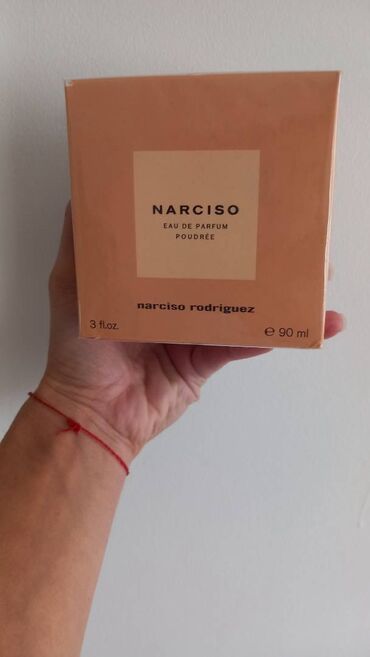 NARCISO
EAU DE PARFUM
POUDRÉE
narciso rodriguez
3 fl.oz.
℮ 90 ml